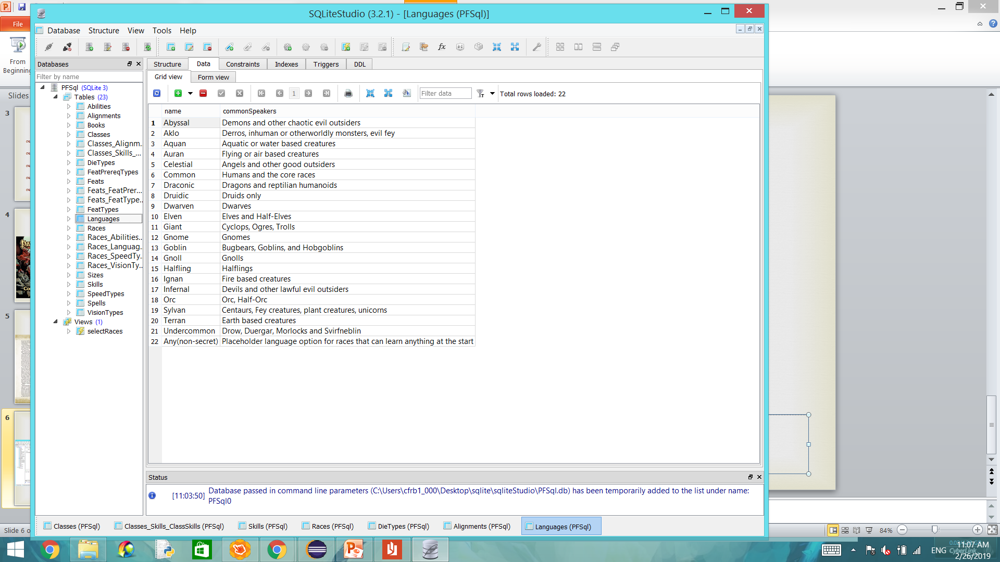 SQLiteStudio (3.2.1) - [Languages (PFSql)]
File
Database Structure View Tools Help
From
Beginning
Databases
Structure Data Constraints Indexes Triggers DDL
Filter by name
Grid view Form view
PFSql (SQLite 3)
1 Filter data Total rows loaded: 22
Slides
Tables (23)
Abilities
Alignments
Books
Classes
Classes_Alignm...
Classes_Skills_...
DieTypes
FeatPrereqTypes
Feats
Feats_FeatPrer...
Feats_FeatType...
FeatTypes
Languages
Races
Races_Abilities...
Races_Languag...
Races_SpeedTy...
Races_VisionTy...
Sizes
Skills
SpeedTypes
Spells
VisionTypes
Views (1)
selectRaces
3
4
5
6
name commonSpeakers
1 Abyssal Demons and other chaotic evil outsiders
2 Aklo Derros, inhuman or otherworldly monsters, evil fey
3 Aquan Aquatic or water based creatures
4 Auran Flying or air based creatures
5 Celestial Angels and other good outsiders
6 Common Humans and the core races
7 Draconic Dragons and reptilian humanoids
8 Druidic Druids only
9 Dwarven Dwarves
10 Elven Elves and Half-Elves
11 Giant Cyclops, Ogres, Trolls
12 Gnome Gnomes
13 Goblin Bugbears, Goblins, and Hobgoblins
14 Gnoll Gnolls
15 Halfling Halflings
16 Ignan Fire based creatures
17 Infernal Devils and other lawful evil outsiders
18 Orc Orc, Half-Orc
19 Sylvan Centaurs, Fey creatures, plant creatures, unicorns
20 Terran Earth based creatures
21 Undercommon Drow, Duergar, Morlocks and Svirfneblin
22 Any(non-secret) Placeholder language option for races that can learn anything at the start
Status
[11:03:50] Database passed in command line parameters (C:\Users\cfrb1_000\Desktop\sqlite\sqliteStudio\PFSql.db) has been temporarily added to the list under name:
PFSql0
Classes (PFSql) Classes_Skills_ClassSkills (PFSql) Skills (PFSql) Races (PFSql) DieTypes (PFSql) Alignments (PFSql) Languages (PFSql)
Slide 6 o
84%
ENG
11:07 AM
CyberLink
2/26/2019